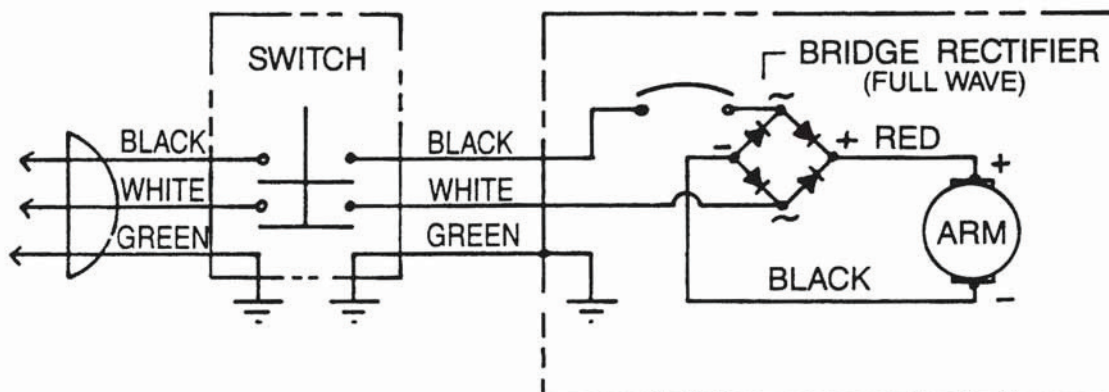 SWITCH
BRIDGE RECTIFIER
(FULL WAVE)
BLACK
BLACK
~
- + RED
+
WHITE
WHITE
~
GREEN
GREEN
ARM
BLACK
-